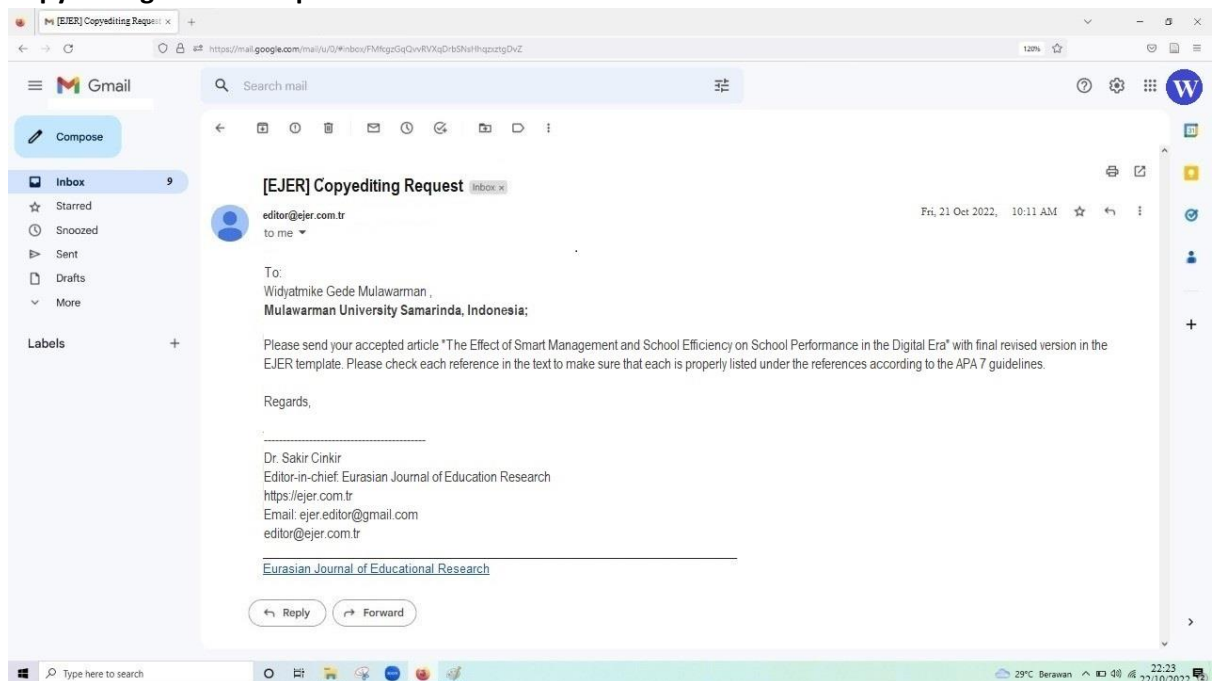 [EJER] Copyediting Request
https://mail.google.com/mail/u/0/#inbox/
120%
Gmail
Search mail
W
Compose
Inbox 9
Starred
Snoozed
Sent
Drafts
More
Labels
[EJER] Copyediting Request Inbox x
editor@ejer.com.tr
Fri, 21 Oct 2022, 10:11 AM
to me
To:
Widyatmike Gede Mulawarman ,
Mulawarman University Samarinda, Indonesia;
Please send your accepted article "The Effect of Smart Management and School Efficiency on School Performance in the Digital Era" with final revised version in the
EJER template. Please check each reference in the text to make sure that each is properly listed under the references according to the APA 7 guidelines.
Regards,
-------------------------------------------
Dr. Sakir Cinkir
Editor-in-chief: Eurasian Journal of Education Research
https://ejer.com.tr
Email: ejer.editor@gmail.com
editor@ejer.com.tr
Eurasian Journal of Educational Research
Reply Forward
Type here to search
29°C Berawan
22:23
22/10/2022